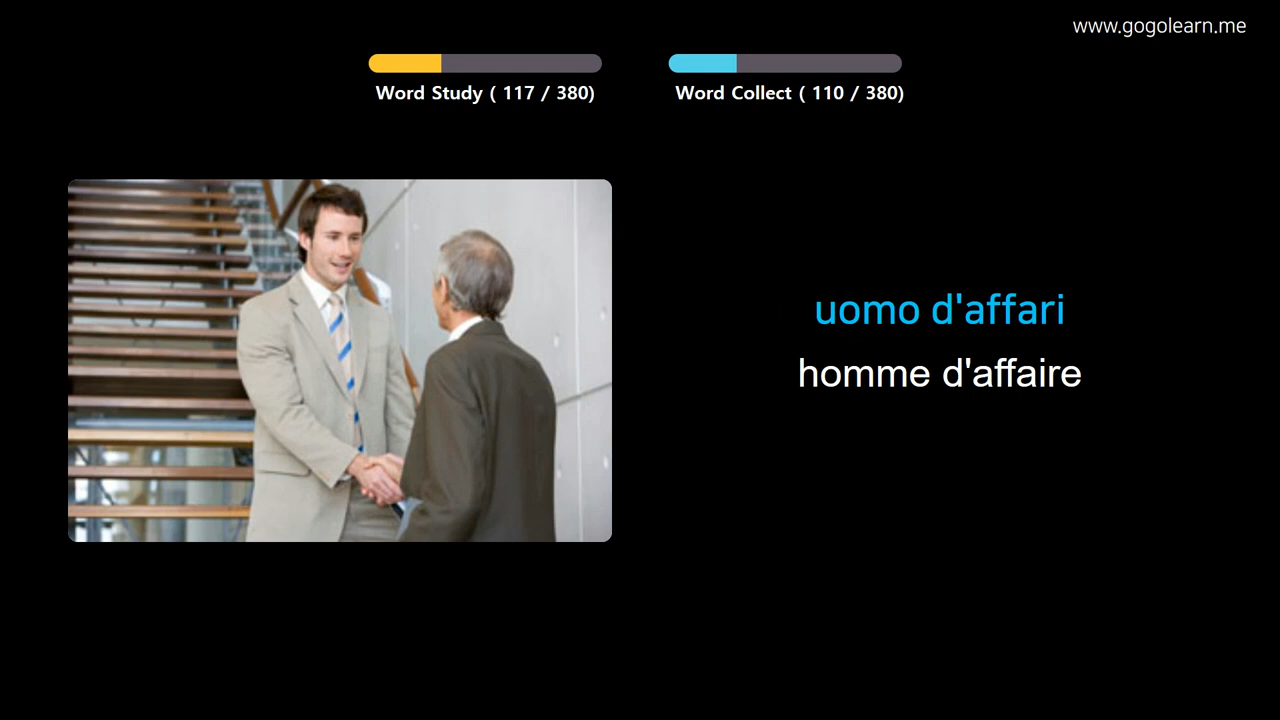 www.gogolearn.me
Word Study ( 117 / 380)
Word Collect ( 110 / 380)
uomo d'affari
homme d'affaire